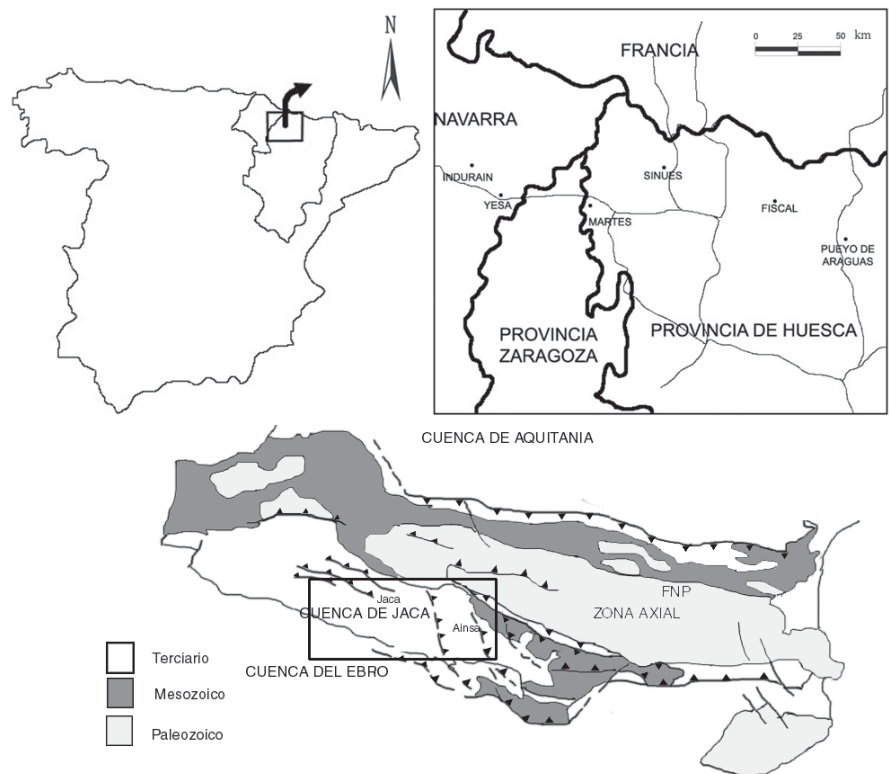 N
0 25 50 km
FRANCIA
NAVARRA
INDURAIN
SINUÉS
YESA
FISCAL
MARTES
PUEYO DE
ARAGUAS
PROVINCIA
ZARAGOZA
PROVINCIA DE HUESCA
CUENCA DE AQUITANIA
FNP
ZONA AXIAL
Jaca
CUENCA DE JACA
Ainsa
CUENCA DEL EBRO
Terciario
Mesozoico
Paleozoico